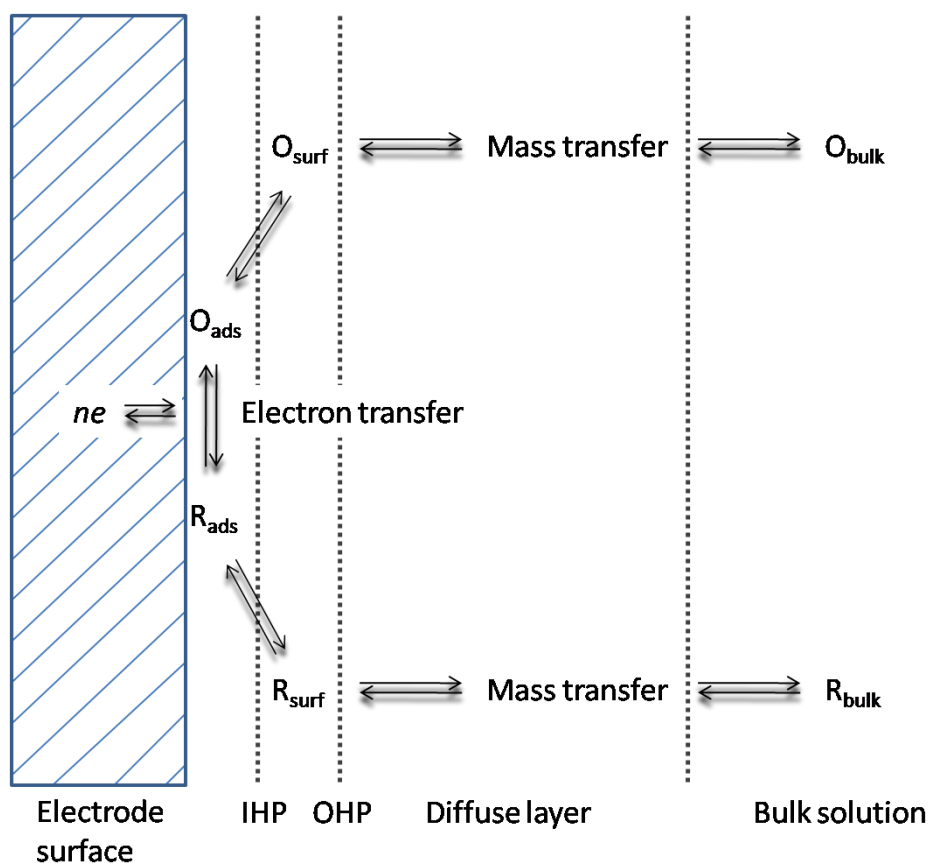 O_surf Mass transfer O_bulk
O_ads
ne Electron transfer
R_ads
R_surf Mass transfer R_bulk
Electrode surface
IHP
OHP
Diffuse layer
Bulk solution